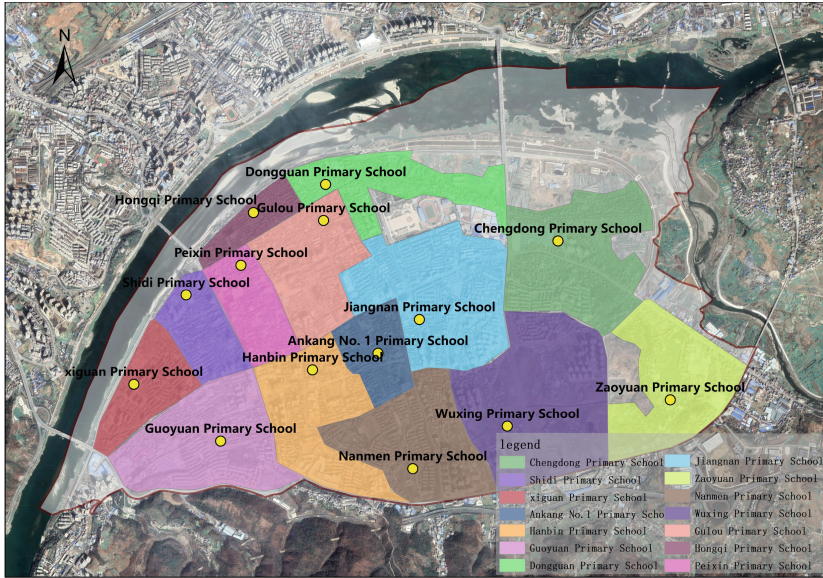 N
Dongguan Primary School
Hongqi Primary School
Gulou Primary School
Chengdong Primary School
Peixin Primary School
Shidi Primary School
Jiangnan Primary School
Ankang No. 1 Primary School
Hanbin Primary School
xiguan Primary School
Zaoyuan Primary School
Wuxing Primary School
Guoyuan Primary School
Nanmen Primary School
legend
Chengdong Primary School
Shidi Primary School
xiguan Primary School
Ankang No.1 Primary Scho
Hanbin Primary School
Guoyuan Primary School
Dongguan Primary School
Jiangnan Primary School
Zaoyuan Primary School
Nanmen Primary School
Wuxing Primary School
Gulou Primary School
Hongqi Primary School
Peixin Primary School